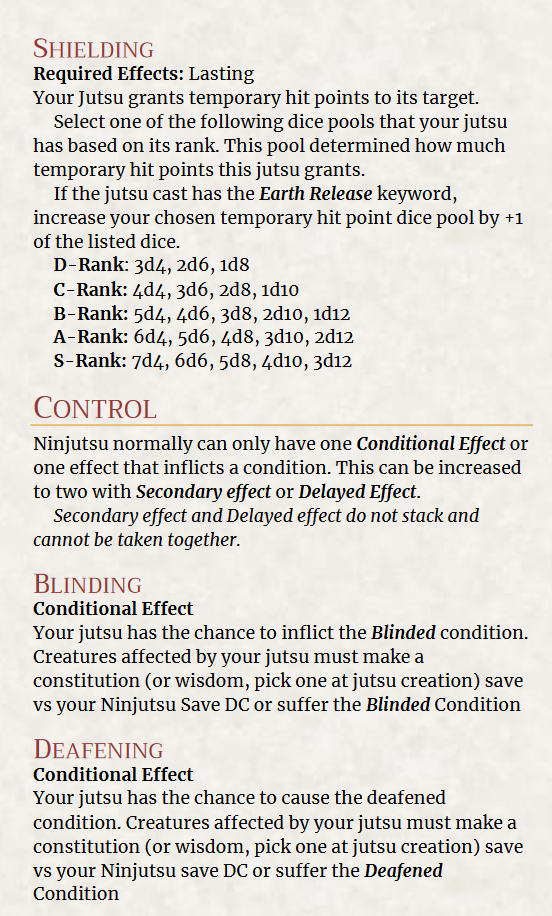 SHIELDING
Required Effects: Lasting
Your Jutsu grants temporary hit points to its target.
Select one of the following dice pools that your jutsu
has based on its rank. This pool determined how much
temporary hit points this jutsu grants.
If the jutsu cast has the Earth Release keyword,
increase your chosen temporary hit point dice pool by +1
of the listed dice.
D-Rank: 3d4, 2d6, 1d8
C-Rank: 4d4, 3d6, 2d8, 1d10
B-Rank: 5d4, 4d6, 3d8, 2d10, 1d12
A-Rank: 6d4, 5d6, 4d8, 3d10, 2d12
S-Rank: 7d4, 6d6, 5d8, 4d10, 3d12
CONTROL
Ninjutsu normally can only have one Conditional Effect or
one effect that inflicts a condition. This can be increased
to two with Secondary effect or Delayed Effect.
Secondary effect and Delayed effect do not stack and
cannot be taken together.
BLINDING
Conditional Effect
Your jutsu has the chance to inflict the Blinded condition.
Creatures affected by your jutsu must make a
constitution (or wisdom, pick one at jutsu creation) save
vs your Ninjutsu Save DC or suffer the Blinded Condition
DEAFENING
Conditional Effect
Your jutsu has the chance to cause the deafened
condition. Creatures affected by your jutsu must make a
constitution (or wisdom, pick one at jutsu creation) save
vs your Ninjutsu save DC or suffer the Deafened
Condition